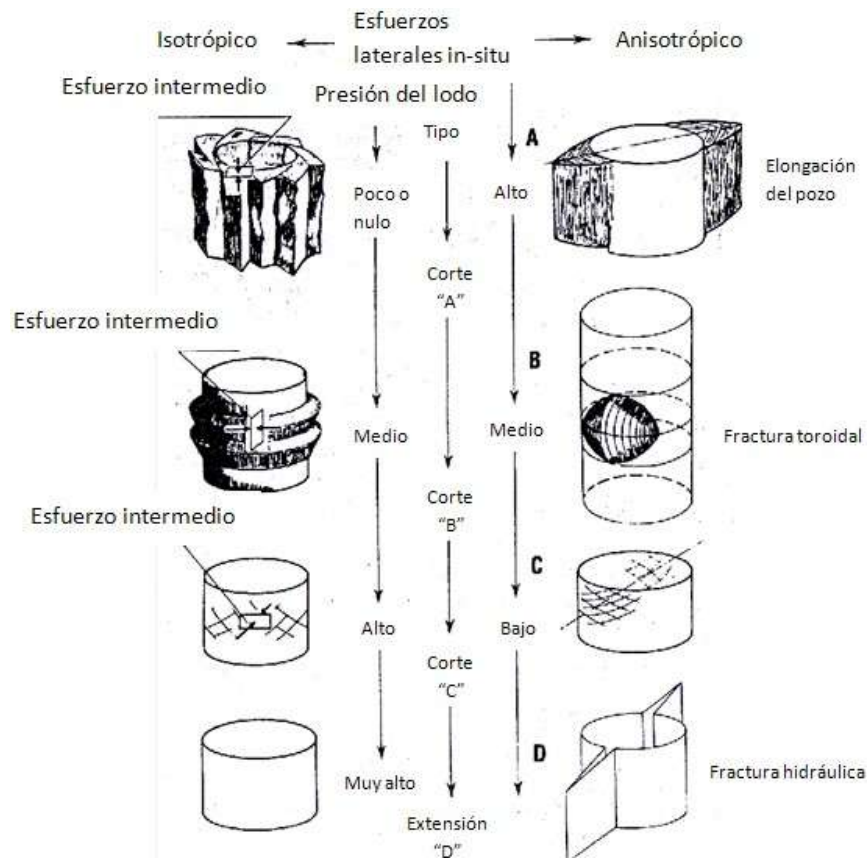 Esfuerzos
Isotrópico
laterales in-situ
Anisotrópico
Esfuerzo intermedio
Presión del lodo
Tipo
A
Poco o
nulo
Alto
Elongación
del pozo
Corte
“A”
Esfuerzo intermedio
B
Medio
Medio
Fractura toroidal
Corte
“B”
Esfuerzo intermedio
C
Alto
Bajo
Corte
“C”
D
Muy alto
Fractura hidráulica
Extensión
“D”